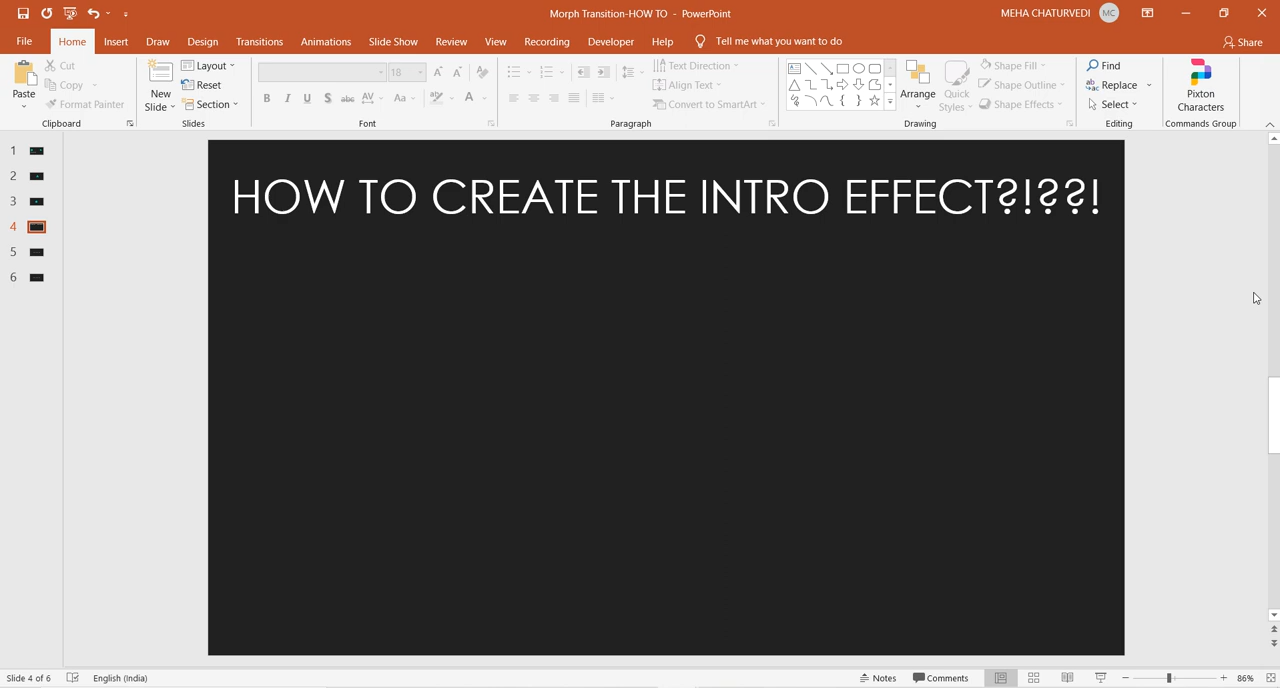 Morph Transition-HOW TO - PowerPoint
MEHA CHATURVEDI MC
File Home Insert Draw Design Transitions Animations Slide Show Review View Recording Developer Help Tell me what you want to do Share
Paste
Cut
Copy
Format Painter
Clipboard
New Slide
Layout
Reset
Section
Slides
18
B I U S abc AV Aa A
Font
Text Direction
Align Text
Convert to SmartArt
Paragraph
Arrange
Quick Styles
Shape Fill
Shape Outline
Shape Effects
Drawing
Find
Replace
Select
Editing
Pixton Characters
Commands Group
1
2
3
4
5
6
HOW TO CREATE THE INTRO EFFECT?!??!
Slide 4 of 6 English (India) Notes Comments 86%